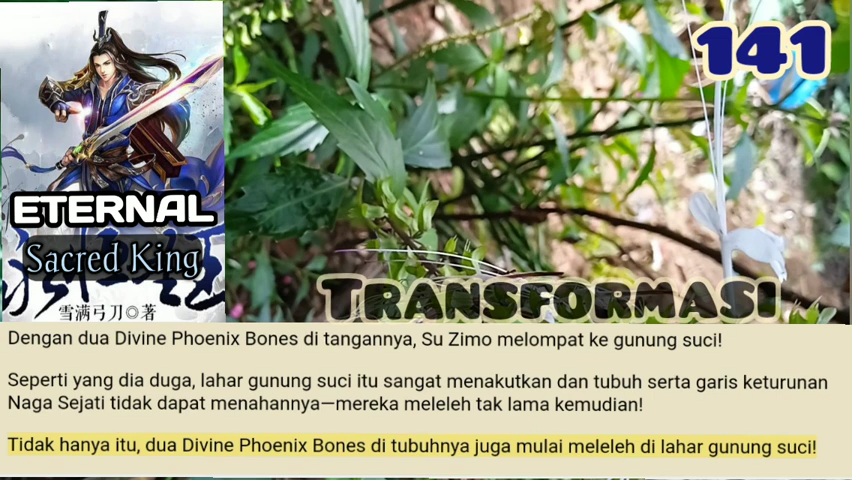 141
ETERNAL
Sacred King
雪满弓刀◎著
TRANSFORMASI
Dengan dua Divine Phoenix Bones di tangannya, Su Zimo melompat ke gunung suci!
Seperti yang dia duga, lahar gunung suci itu sangat menakutkan dan tubuh serta garis keturunan
Naga Sejati tidak dapat menahannya—mereka meleleh tak lama kemudian!
Tidak hanya itu, dua Divine Phoenix Bones di tubuhnya juga mulai meleleh di lahar gunung suci!